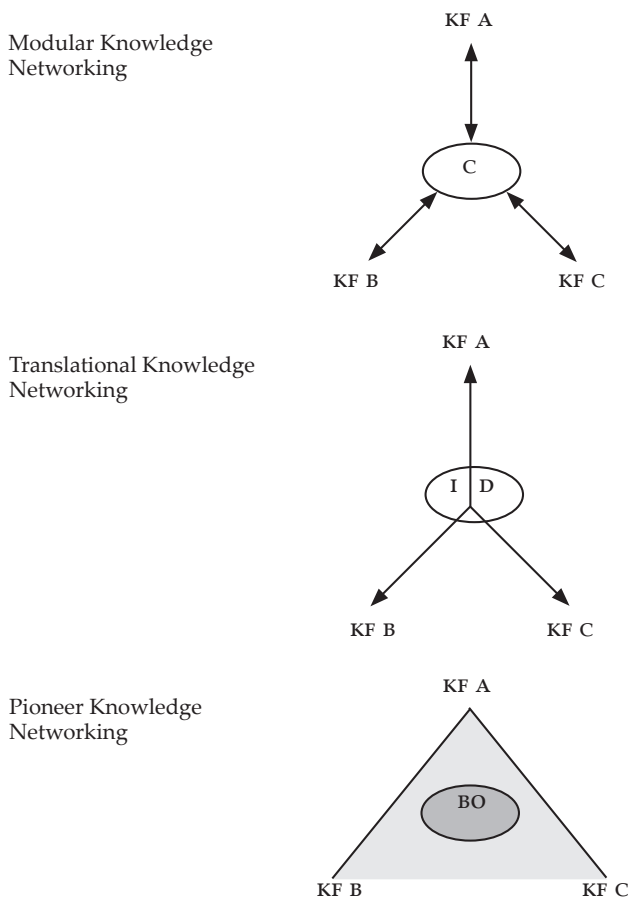 Modular Knowledge
Networking
KF A
C
KF B
KF C
Translational Knowledge
Networking
KF A
I D
KF B
KF C
Pioneer Knowledge
Networking
KF A
BO
KF B
KF C